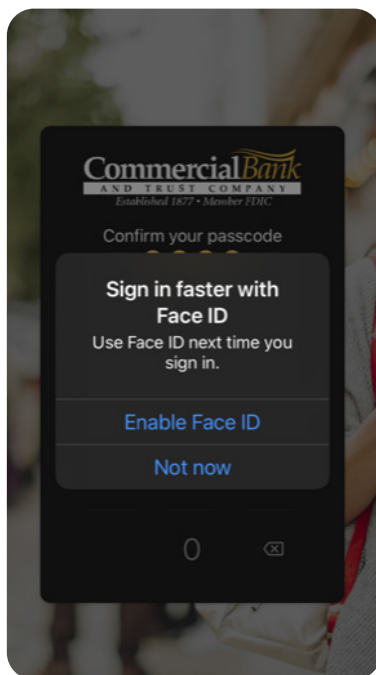 CommercialBank
AND TRUST COMPANY
Established 1877 • Member FDIC
Confirm your passcode
Sign in faster with
Face ID
Use Face ID next time you
sign in.
Enable Face ID
Not now
0